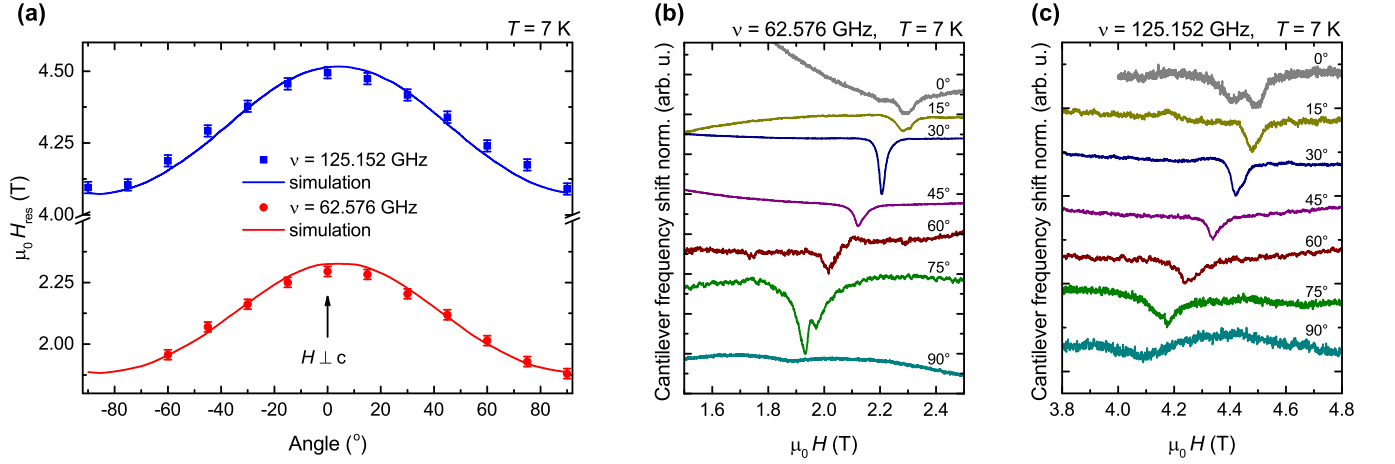 (a)
T = 7 K
4.50
4.25
4.00
2.25
2.00
μ0 Hres (T)
ν = 125.152 GHz
simulation
ν = 62.576 GHz
simulation
H ⊥ c
-80 -60 -40 -20 0 20 40 60 80
Angle (°)
(b)
ν = 62.576 GHz, T = 7 K
Cantilever frequency shift norm. (arb. u.)
0°
15°
30°
45°
60°
75°
90°
1.6 1.8 2.0 2.2 2.4
μ0 H (T)
(c)
ν = 125.152 GHz, T = 7 K
Cantilever frequency shift norm. (arb. u.)
0°
15°
30°
45°
60°
75°
90°
3.8 4.0 4.2 4.4 4.6 4.8
μ0 H (T)